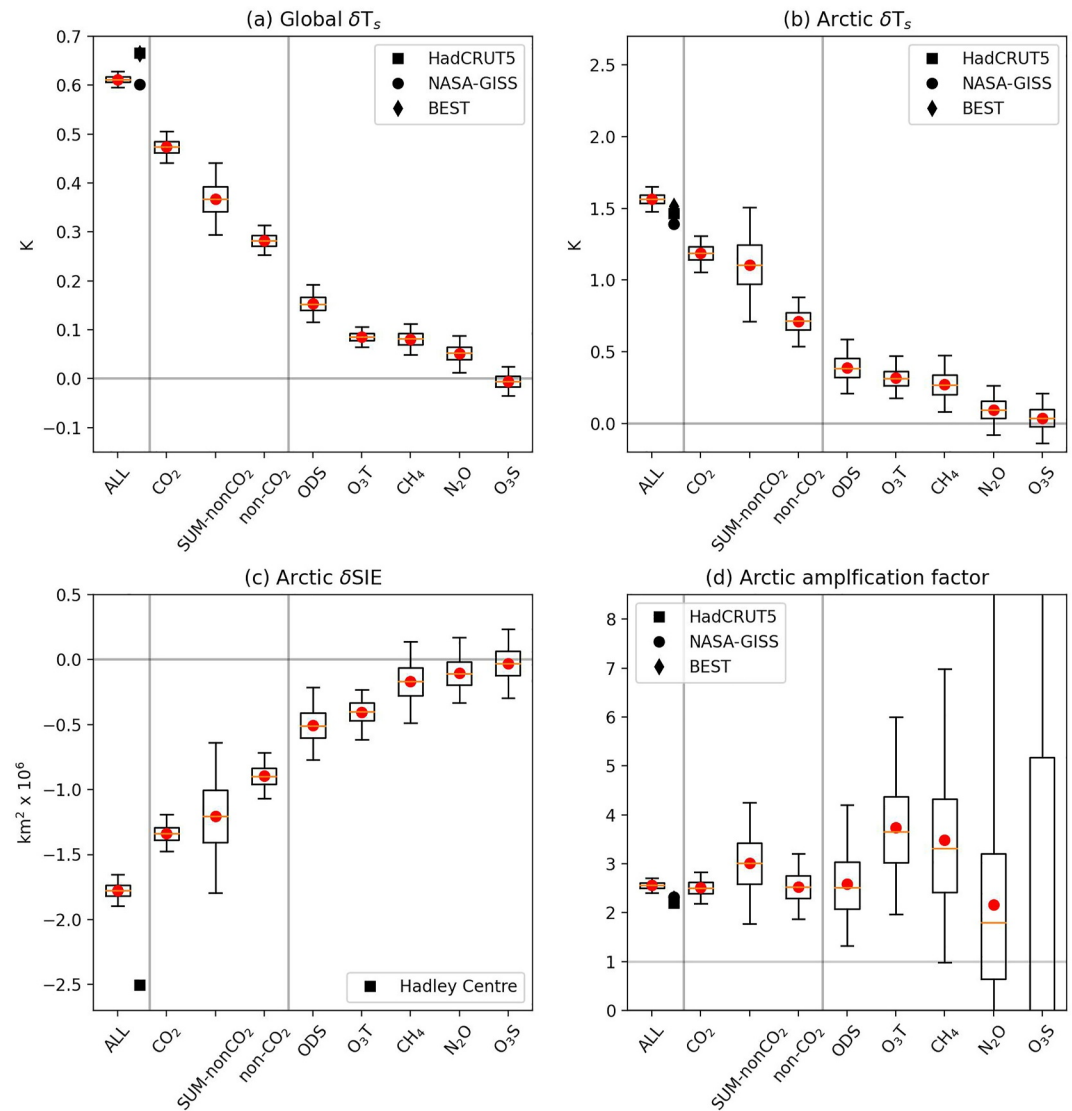 (a) Global δTₛ
0.7
0.6
0.5
0.4
0.3
0.2
0.1
0.0
−0.1
K
HadCRUT5
NASA-GISS
BEST
ALL
CO₂
SUM-nonCO₂
non-CO₂
ODS
O₃T
CH₄
N₂O
O₃S
(b) Arctic δTₛ
2.5
2.0
1.5
1.0
0.5
0.0
K
HadCRUT5
NASA-GISS
BEST
ALL
CO₂
SUM-nonCO₂
non-CO₂
ODS
O₃T
CH₄
N₂O
O₃S
(c) Arctic δSIE
0.5
0.0
−0.5
−1.0
−1.5
−2.0
−2.5
km² x 10⁶
Hadley Centre
ALL
CO₂
SUM-nonCO₂
non-CO₂
ODS
O₃T
CH₄
N₂O
O₃S
(d) Arctic amplfication factor
8
7
6
5
4
3
2
1
0
HadCRUT5
NASA-GISS
BEST
ALL
CO₂
SUM-nonCO₂
non-CO₂
ODS
O₃T
CH₄
N₂O
O₃S